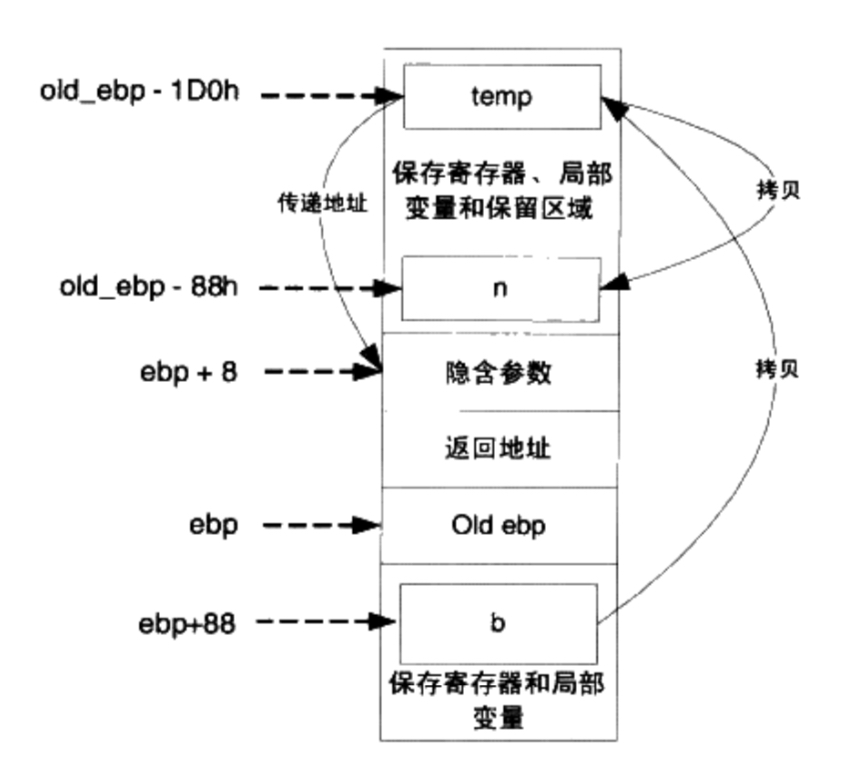 old_ebp - 1D0h
temp
保存寄存器、局部
变量和保留区域
传递地址
拷贝
old_ebp - 88h
n
ebp + 8
隐含参数
拷贝
返回地址
ebp
Old ebp
ebp+88
b
保存寄存器和局部
变量